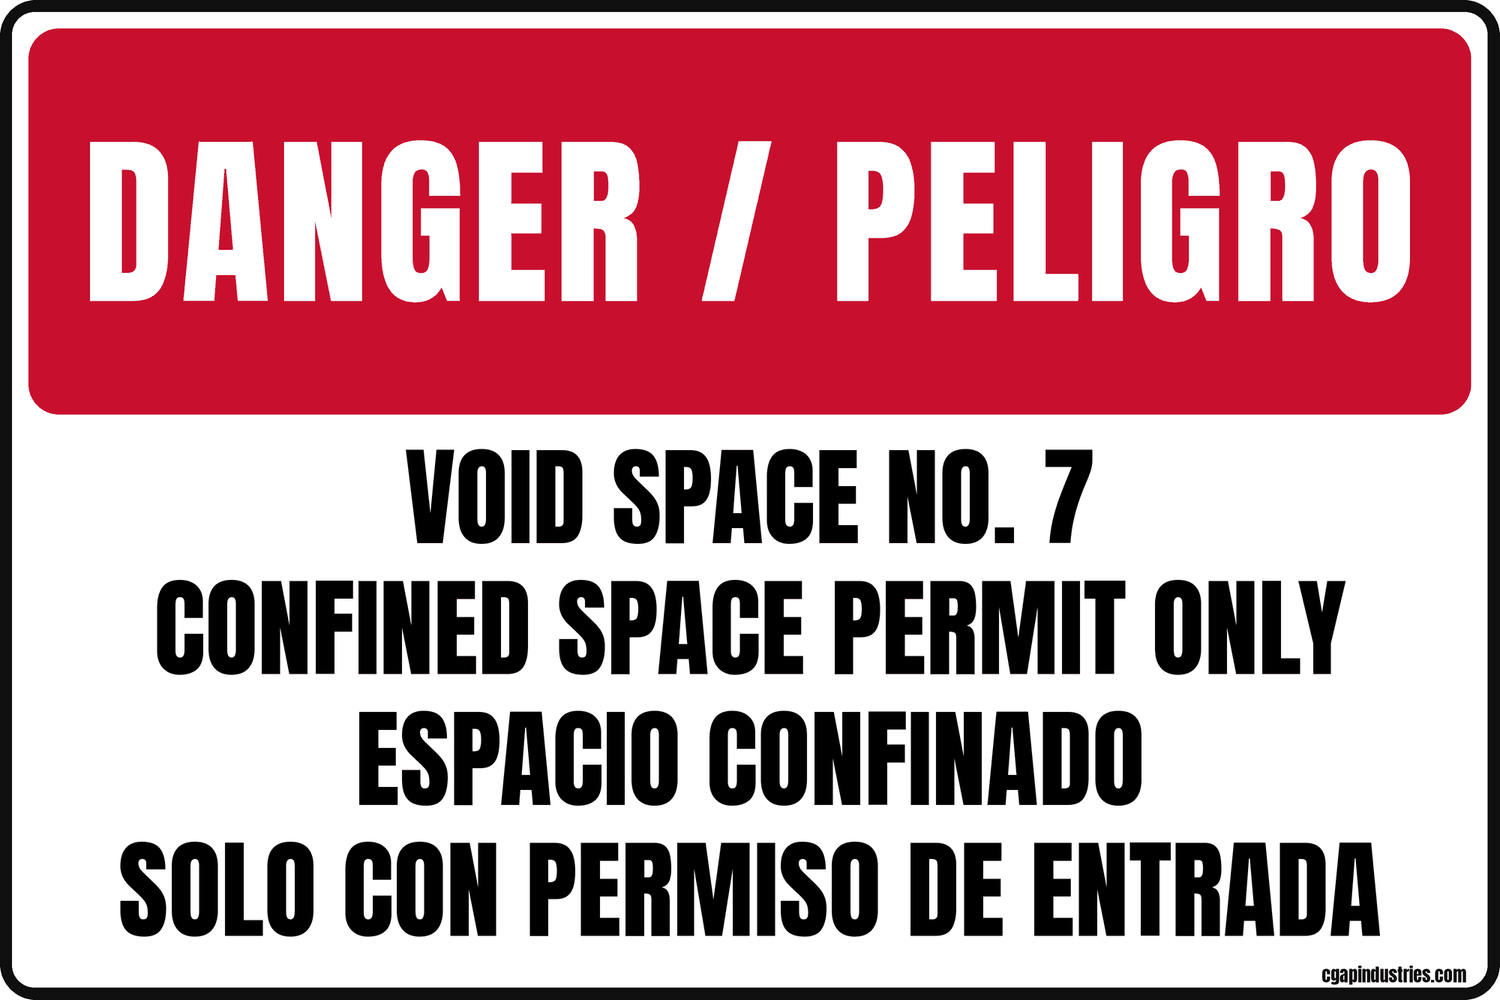 DANGER / PELIGRO
VOID SPACE NO. 7
CONFINED SPACE PERMIT ONLY
ESPACIO CONFINADO
SOLO CON PERMISO DE ENTRADA
cgapindustries.com